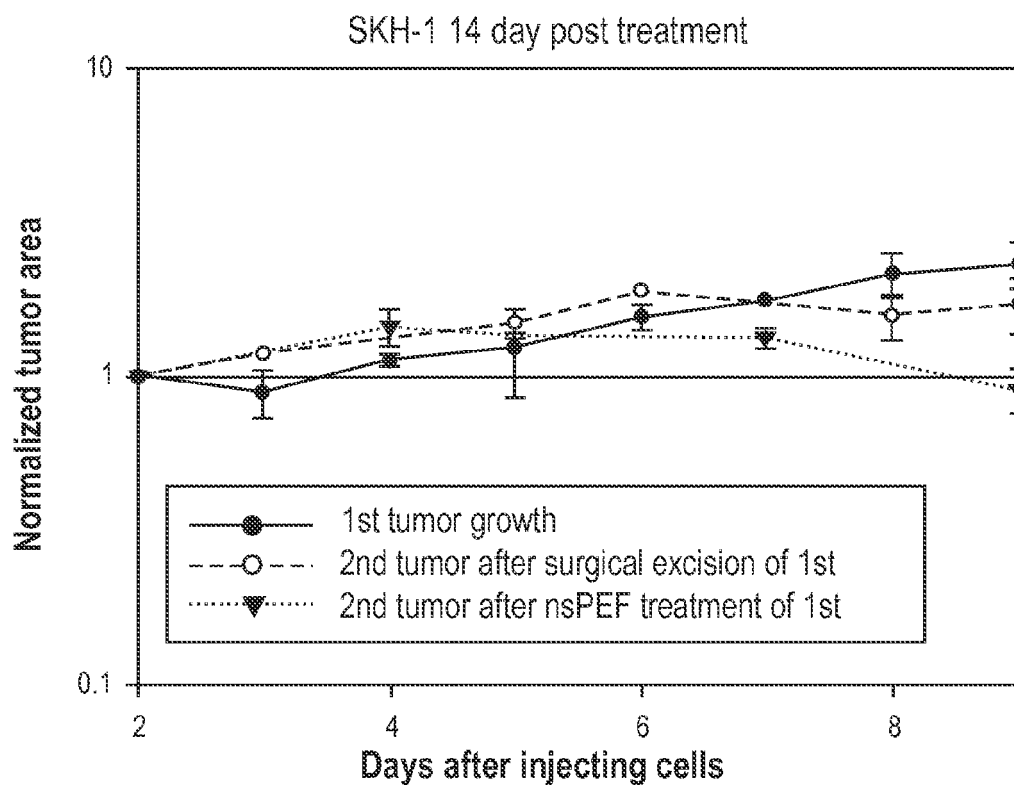 SKH-1 14 day post treatment
10
1
0.1
Normalized tumor area
1st tumor growth
2nd tumor after surgical excision of 1st
2nd tumor after nsPEF treatment of 1st
2 4 6 8
Days after injecting cells